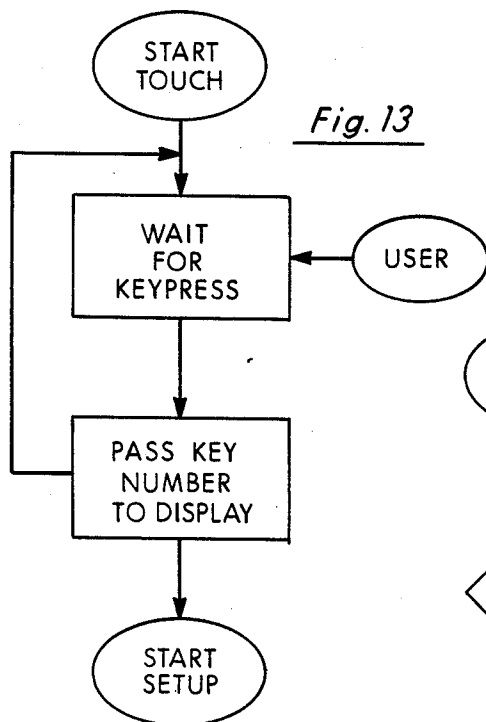 START
TOUCH
Fig. 13
WAIT
FOR
KEYPRESS
USER
PASS KEY
NUMBER
TO DISPLAY
START
SETUP